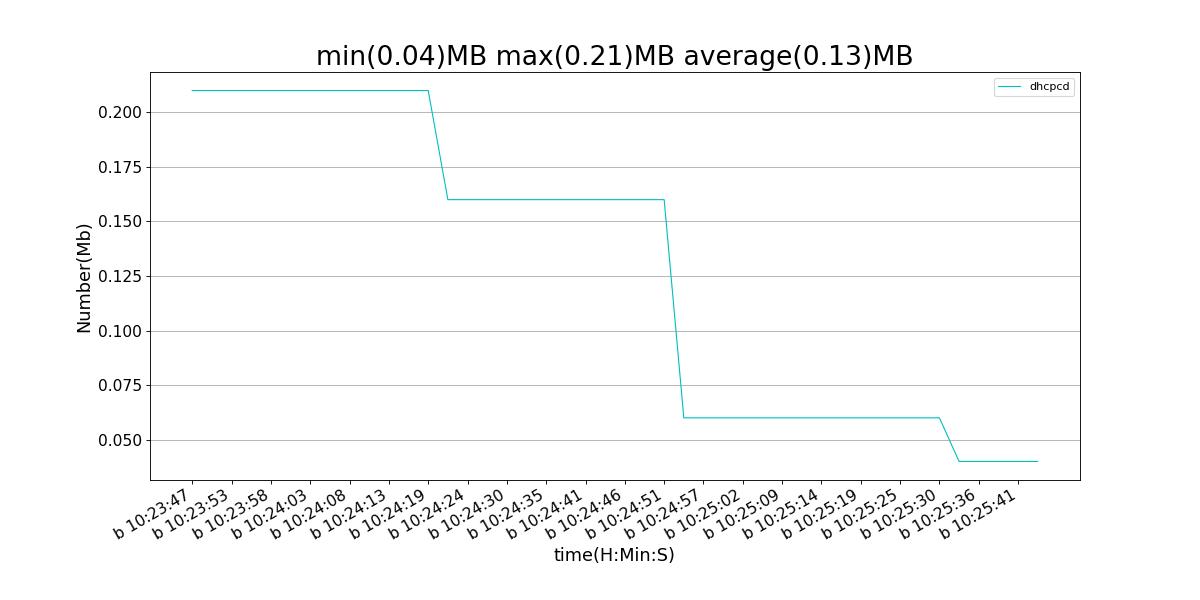 min(0.04)MB max(0.21)MB average(0.13)MB
dhcpcd
0.200
0.175
0.150
0.125
0.100
0.075
0.050
Number(Mb)
b 10:23:47
b 10:23:53
b 10:23:58
b 10:24:03
b 10:24:08
b 10:24:13
b 10:24:19
b 10:24:24
b 10:24:30
b 10:24:35
b 10:24:41
b 10:24:46
b 10:24:51
b 10:24:57
b 10:25:02
b 10:25:09
b 10:25:14
b 10:25:19
b 10:25:25
b 10:25:30
b 10:25:36
b 10:25:41
time(H:Min:S)